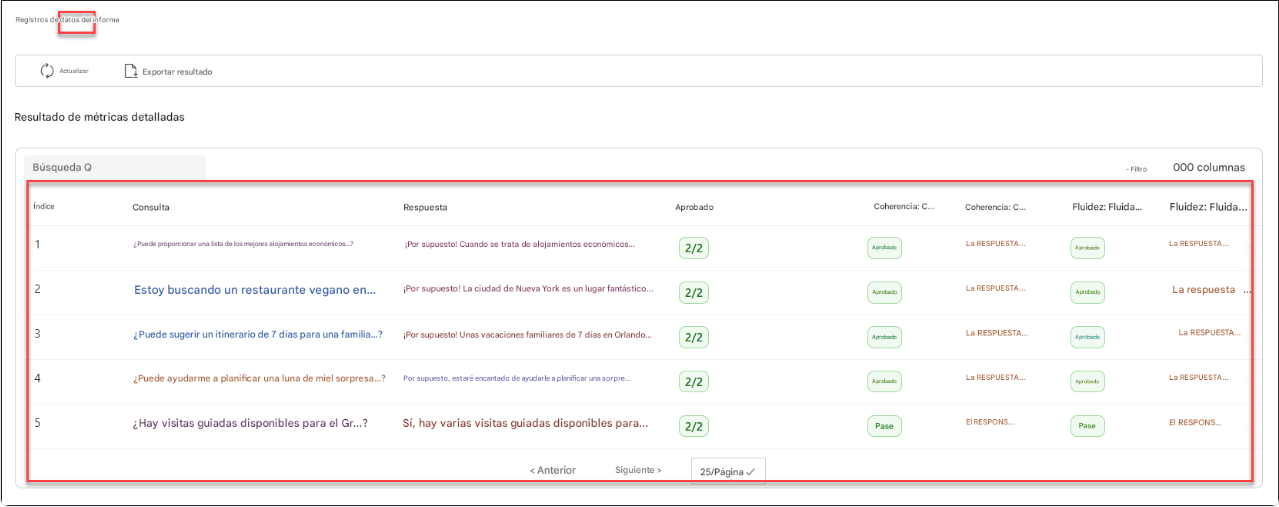 Registros de datos del informe
Actualizar Exportar resultado
Resultado de métricas detalladas
Búsqueda Q - Filtro 000 columnas
Índice Consulta Respuesta Aprobado Coherencia: C... Coherencia: C... Fluidez: Fluida... Fluidez: Fluida...
1 ¿Puede proporcionar una lista de los mejores alojamientos económicos...? ¡Por supuesto! Cuando se trata de alojamientos económicos... 2/2 Aprobado La RESPUESTA... Aprobado La RESPUESTA...
2 Estoy buscando un restaurante vegano en... ¡Por supuesto! La ciudad de Nueva York es un lugar fantástico... 2/2 Aprobado La RESPUESTA... Aprobado La respuesta ...
3 ¿Puede sugerir un itinerario de 7 días para una familia...? ¡Por supuesto! Unas vacaciones familiares de 7 días en Orlando... 2/2 Aprobado La RESPUESTA... Aprobado La RESPUESTA...
4 ¿Puede ayudarme a planificar una luna de miel sorpresa...? Por supuesto, estaré encantado de ayudarle a planificar una sorpre... 2/2 Aprobado La RESPUESTA... Aprobado La RESPUESTA...
5 ¿Hay visitas guiadas disponibles para el Gr...? Sí, hay varias visitas guiadas disponibles para... 2/2 Pase El RESPONS... Pase El RESPONS...
< Anterior Siguiente > 25/Página